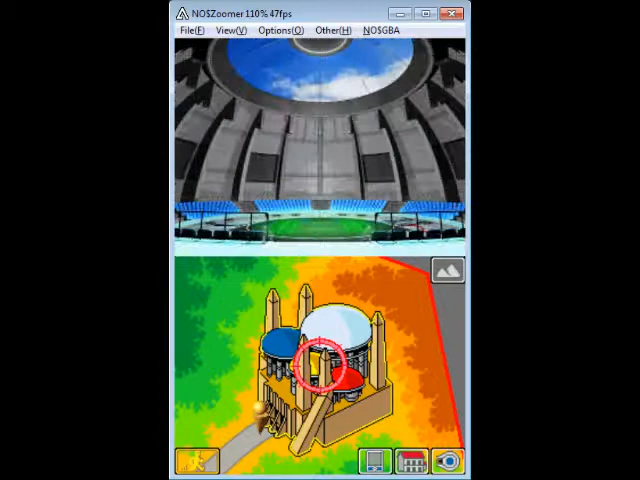 NO$Zoomer 110% 47fps
File(F) View(V) Options(O) Other(H) NO$GBA